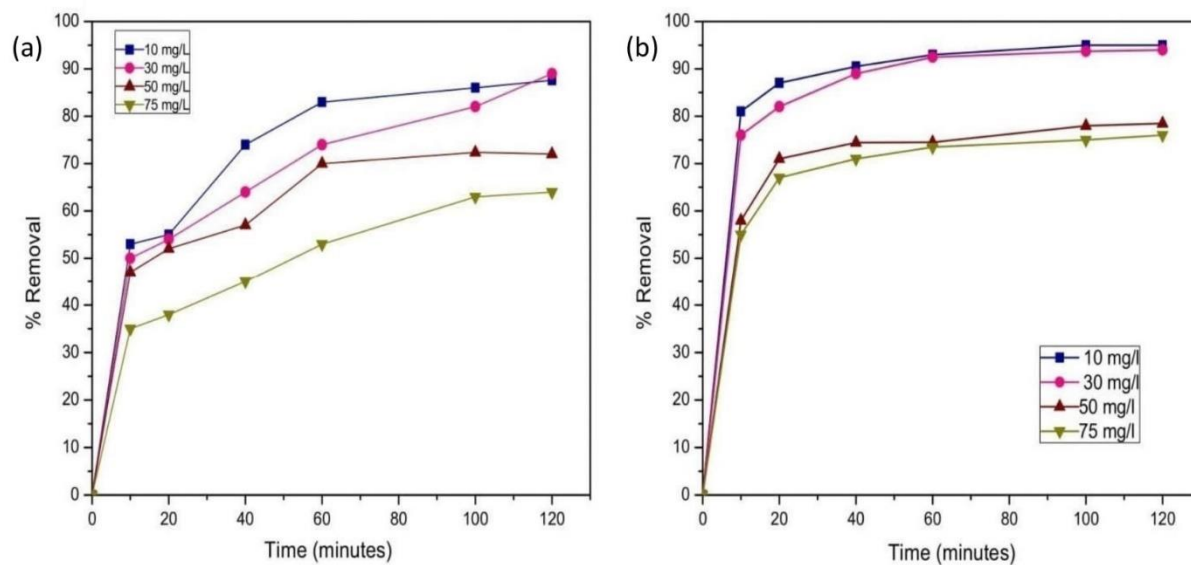 (a)
10 mg/L
30 mg/L
50 mg/L
75 mg/L
% Removal
100
90
80
70
60
50
40
30
20
10
0
0 20 40 60 80 100 120
Time (minutes)
(b)
10 mg/l
30 mg/l
50 mg/l
75 mg/l
% Removal
100
90
80
70
60
50
40
30
20
10
0
0 20 40 60 80 100 120
Time (minutes)